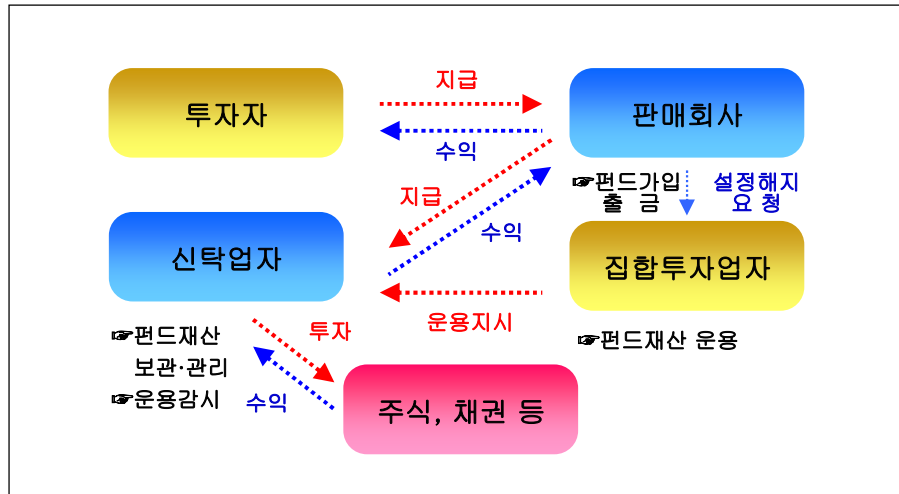 지급
투자자
판매회사
수익
☞펀드가입
출 금
설정해지
요 청
지급
수익
신탁업자
집합투자업자
운용지시
☞펀드재산
보관·관리
☞운용감시
투자
☞펀드재산 운용
수익
주식, 채권 등